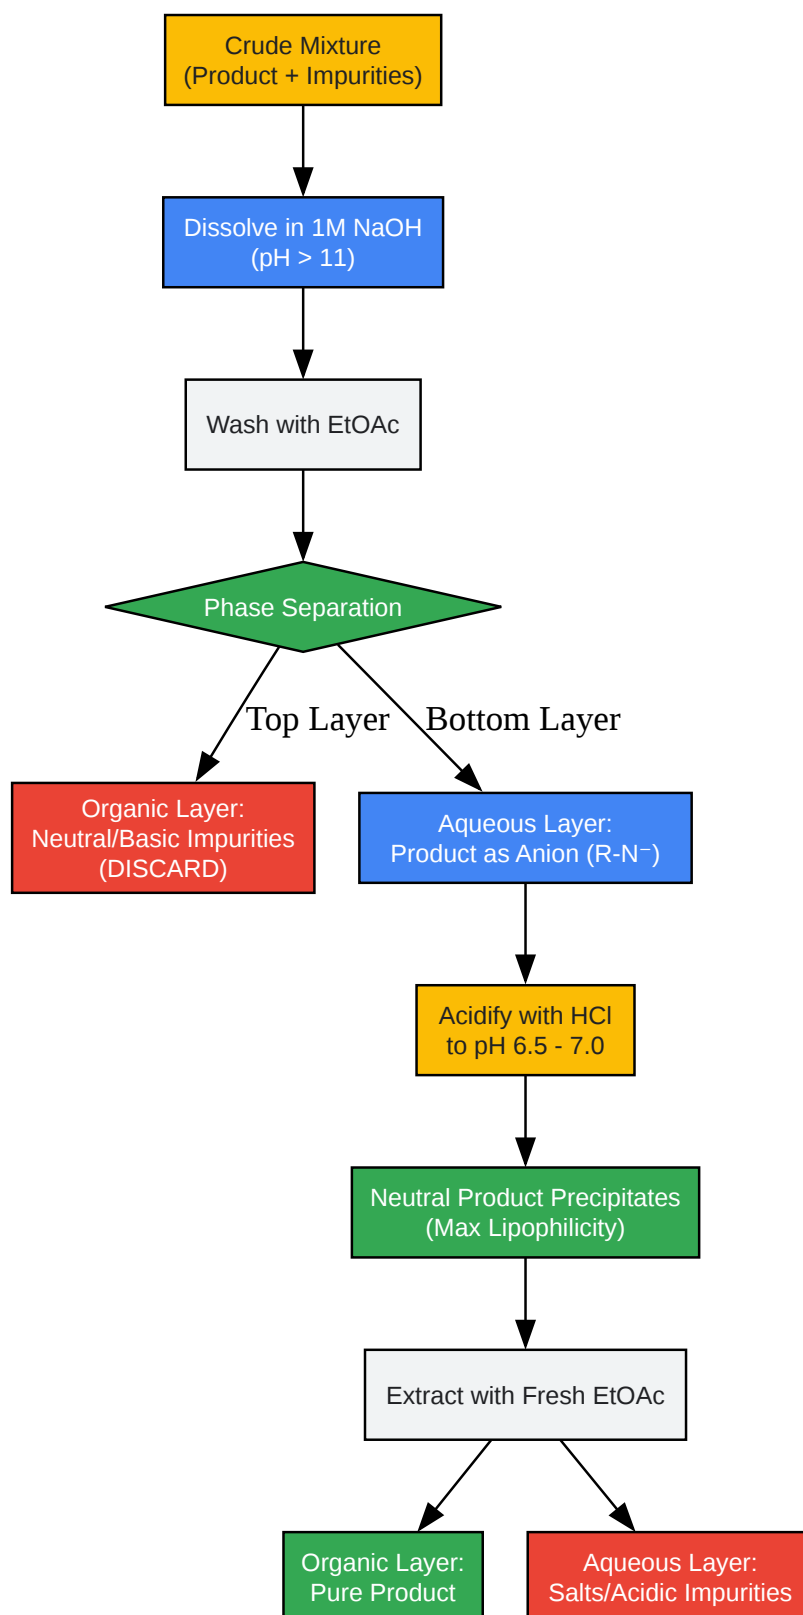 Crude Mixture
(Product + Impurities)
Dissolve in 1M NaOH
(pH > 11)
Wash with EtOAc
Phase Separation
Top Layer
Bottom Layer
Organic Layer:
Neutral/Basic Impurities
(DISCARD)
Aqueous Layer:
Product as Anion (R-N⁻)
Acidify with HCl
to pH 6.5 - 7.0
Neutral Product Precipitates
(Max Lipophilicity)
Extract with Fresh EtOAc
Organic Layer:
Pure Product
Aqueous Layer:
Salts/Acidic Impurities